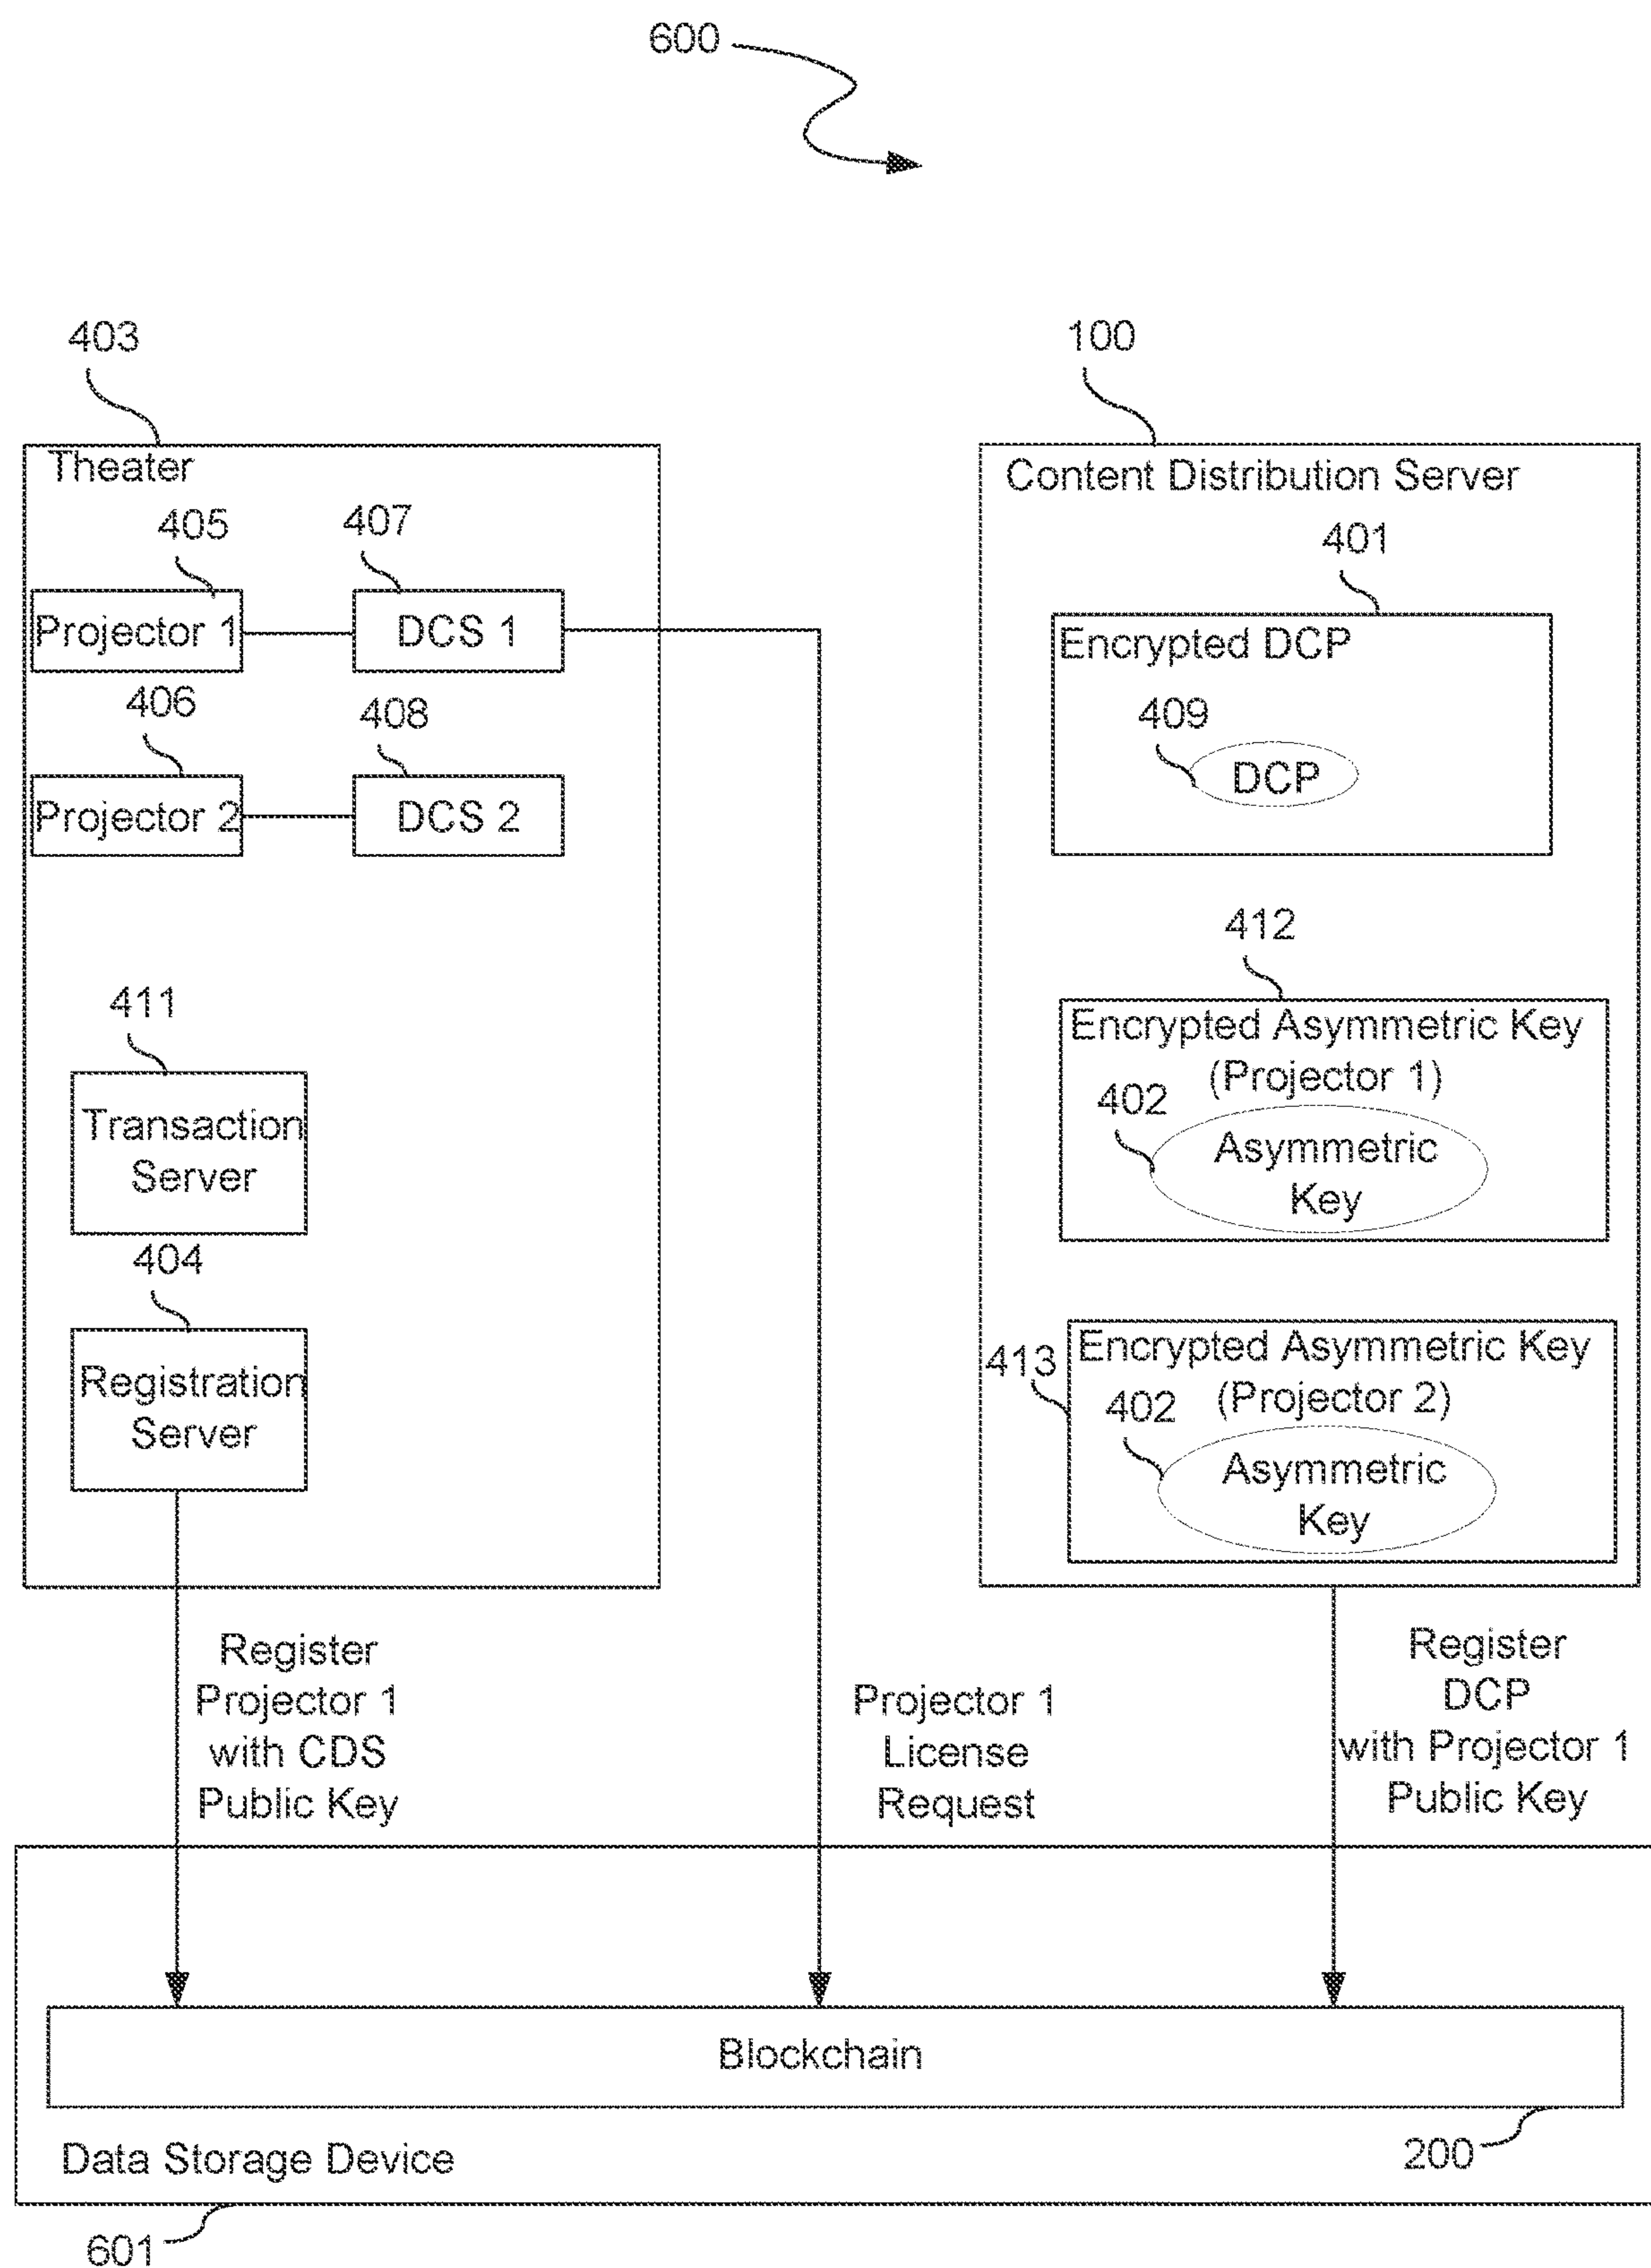 600
403
100
Theater
Content Distribution Server
405
407
401
Projector 1
DCS 1
Encrypted DCP
406
408
409
Projector 2
DCS 2
DCP
412
411
Encrypted Asymmetric Key
(Projector 1)
Transaction
Server
402
Asymmetric
Key
404
Registration
Server
413
Encrypted Asymmetric Key
(Projector 2)
402
Asymmetric
Key
Register
Projector 1
with CDS
Public Key
Projector 1
License
Request
Register
DCP
with Projector 1
Public Key
Blockchain
200
Data Storage Device
601